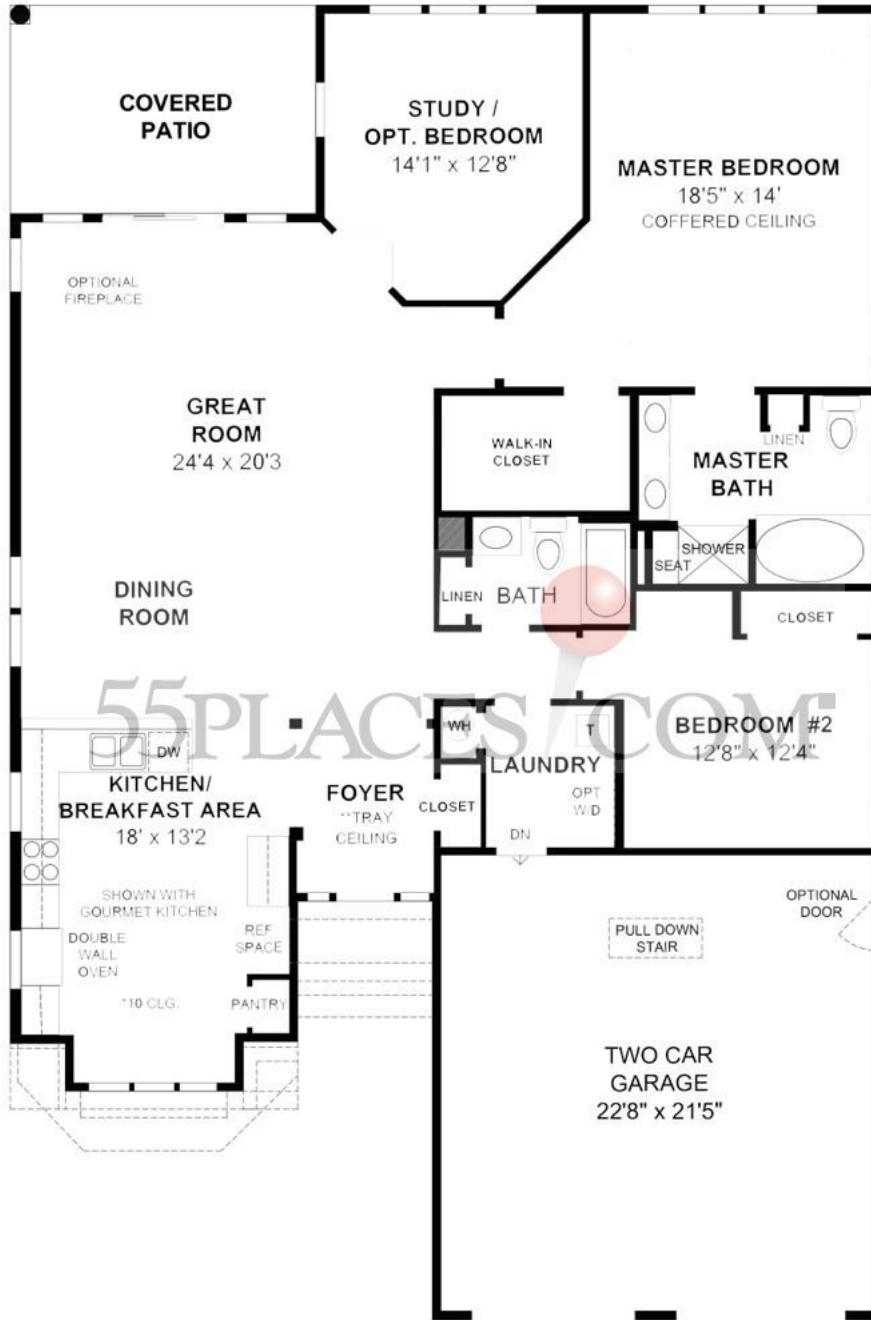 COVERED
PATIO
STUDY /
OPT. BEDROOM
14'1" x 12'8"
MASTER BEDROOM
18'5" x 14'
COFFERED CEILING
OPTIONAL
FIREPLACE
GREAT
ROOM
24'4 x 20'3
WALK-IN
CLOSET
LINEN
MASTER
BATH
SHOWER
SEAT
LINEN
BATH
DINING
ROOM
CLOSET
55PLACES COM
WH
T
BEDROOM #2
12'8" x 12'4"
DW
KITCHEN/
BREAKFAST AREA
18' x 13'2
FOYER
**TRAY
CEILING
CLOSET
LAUNDRY
OPT
W/D
DN
SHOWN WITH
GOURMET KITCHEN
DOUBLE
WALL
OVEN
REF
SPACE
*10 CLG.
PANTRY
PULL DOWN
STAIR
OPTIONAL
DOOR
TWO CAR
GARAGE
22'8" x 21'5"